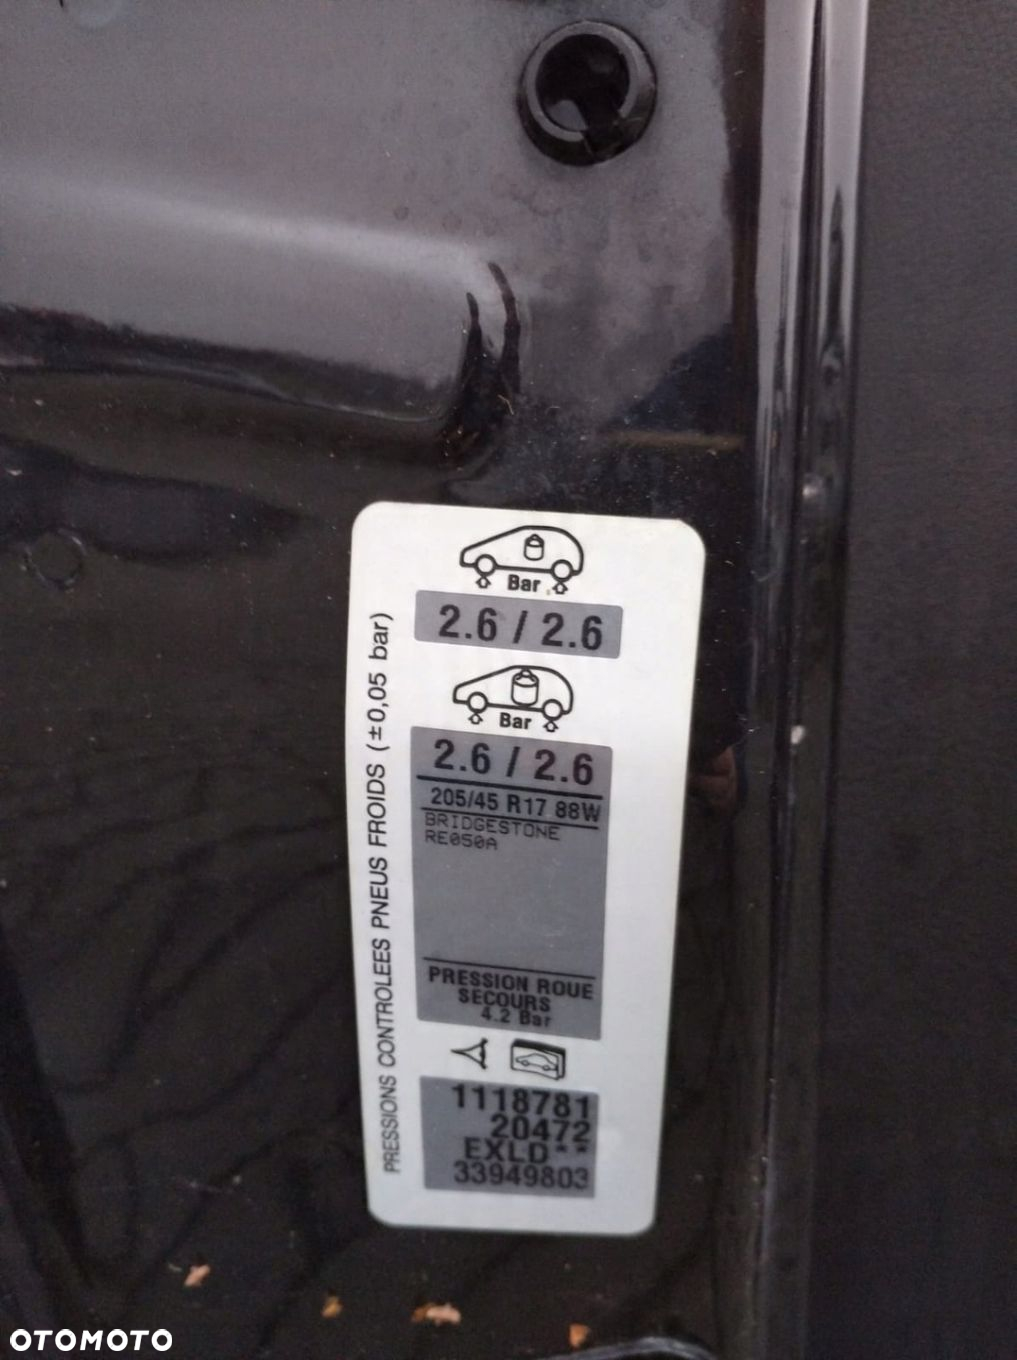 Bar
2.6 / 2.6
Bar
2.6 / 2.6
205/45 R17 88W
BRIDGESTONE
RE050A
PRESSION ROUE
SECOURS
4.2 Bar
1118781
20472
EXLD**
33949803
PRESSIONS CONTROLEES PNEUS FROIDS (±0,05 bar)
OTOMOTO